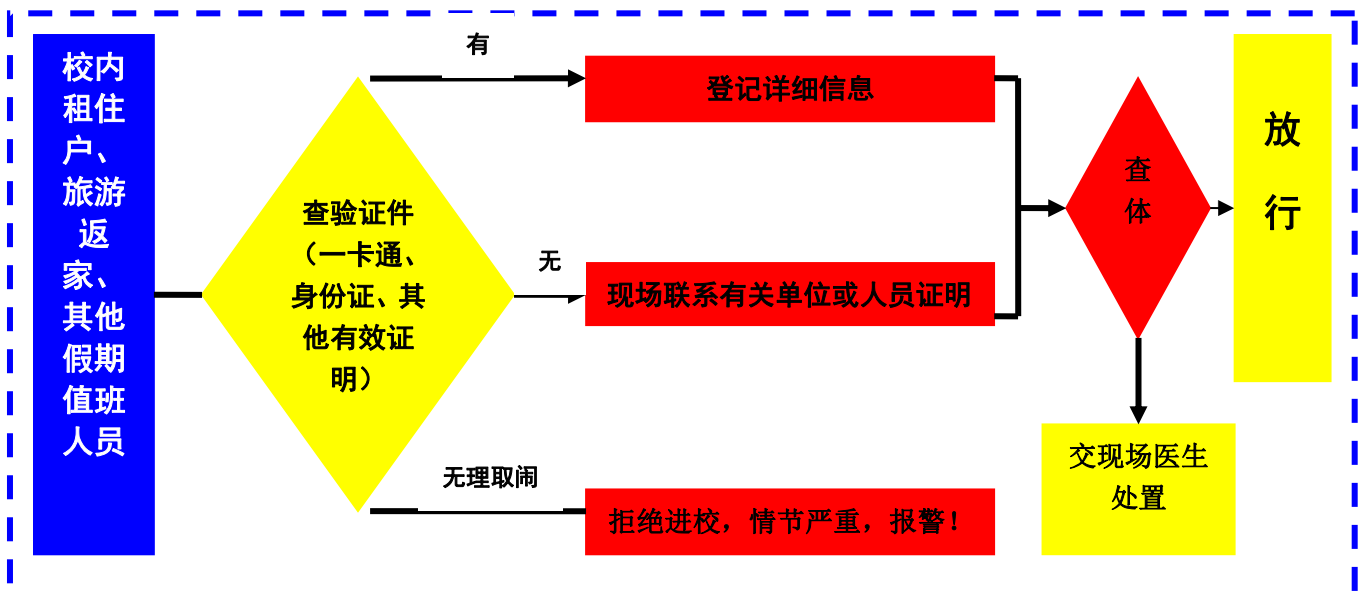 校内
租住
户、
旅游
返
家、
其他
假期
值班
人员
查验证件
（一卡通、
身份证、其
他有效证
明）
有
登记详细信息
无
现场联系有关单位或人员证明
无理取闹
拒绝进校，情节严重，报警！
查
体
放
行
交现场医生
处置